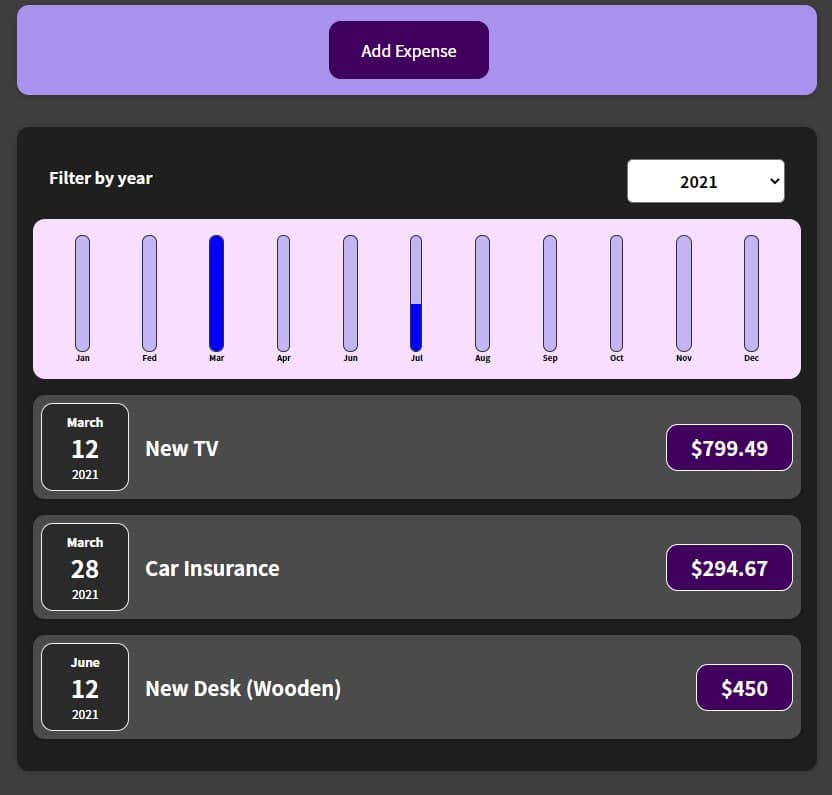 Add Expense
Filter by year
2021
Jan Fed Mar Apr Jun Jul Aug Sep Oct Nov Dec
March
12
2021
New TV
$799.49
March
28
2021
Car Insurance
$294.67
June
12
2021
New Desk (Wooden)
$450